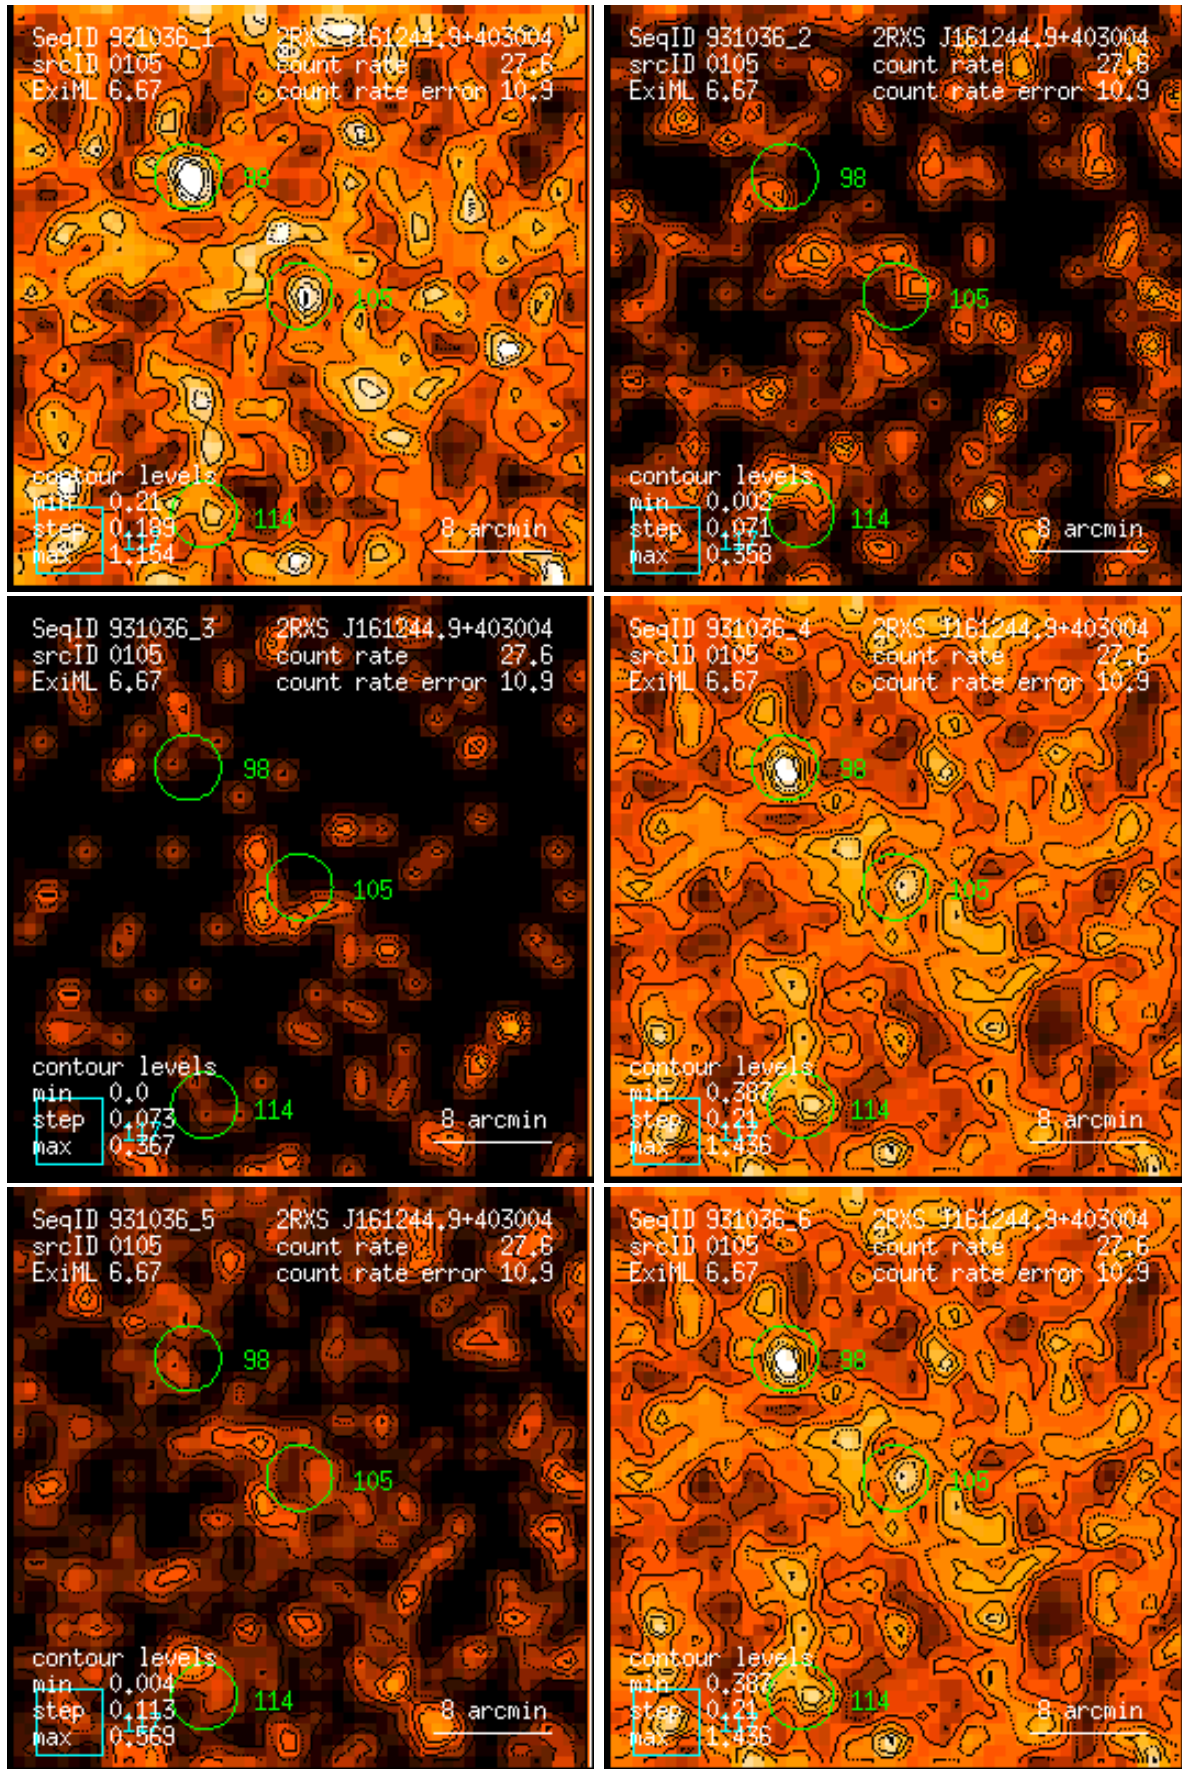 SeqID 931036_1 2RXS J161244.9+403004
srcID 0105 count rate 27.6
ExiML 6.67 count rate error 10.9
98
105
contour levels
min 0.21
step 0.189 114 8 arcmin
max 1.154
SeqID 931036_2 2RXS J161244.9+403004
srcID 0105 count rate 27.6
ExiML 6.67 count rate error 10.9
98
105
contour levels
min 0.002
step 0.071 114 8 arcmin
max 0.358
SeqID 931036_3 2RXS J161244.9+403004
srcID 0105 count rate 27.6
ExiML 6.67 count rate error 10.9
98
105
contour levels
min 0.0
step 0.073 114 8 arcmin
max 0.367
SeqID 931036_4 2RXS J161244.9+403004
srcID 0105 count rate 27.6
ExiML 6.67 count rate error 10.9
98
105
contour levels
min 0.387
step 0.21 114 8 arcmin
max 1.436
SeqID 931036_5 2RXS J161244.9+403004
srcID 0105 count rate 27.6
ExiML 6.67 count rate error 10.9
98
105
contour levels
min 0.004
step 0.113 114 8 arcmin
max 0.569
SeqID 931036_6 2RXS J161244.9+403004
srcID 0105 count rate 27.6
ExiML 6.67 count rate error 10.9
98
105
contour levels
min 0.387
step 0.21 114 8 arcmin
max 1.436